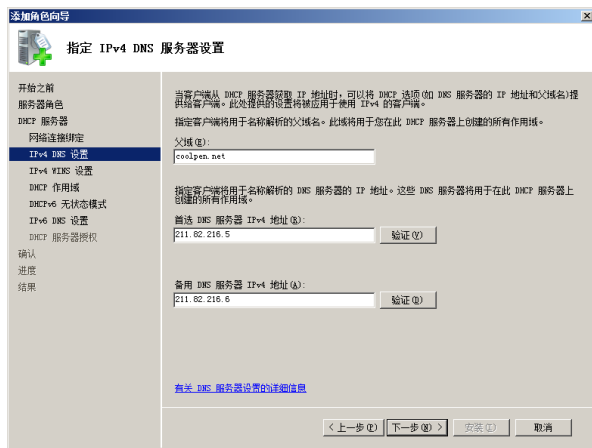 添加角色向导
指定 IPv4 DNS 服务器设置
开始之前
服务器角色
DHCP 服务器
网络连接绑定
IPv4 DNS 设置
IPv4 WINS 设置
DHCP 作用域
DHCPv6 无状态模式
IPv6 DNS 设置
DHCP 服务器授权
确认
进度
结果
当客户端从 DHCP 服务器获取 IP 地址时，可以将 DHCP 选项(如 DNS 服务器的 IP 地址和父域名)提
供给客户端。此处提供的设置将被应用于使用 IPv4 的客户端。
指定客户端将用于名称解析的父域名。此域将用于您在此 DHCP 服务器上创建的所有作用域。
父域(E):
coolpen.net
指定客户端将用于名称解析的 DNS 服务器的 IP 地址。这些 DNS 服务器将用于在此 DHCP 服务器上
创建的所有作用域。
首选 DNS 服务器 IPv4 地址(R):
211.82.216.5
验证(V)
备用 DNS 服务器 IPv4 地址(A):
211.82.216.6
验证(D)
有关 DNS 服务器设置的详细信息
< 上一步(P)
下一步(N) >
安装(I)
取消